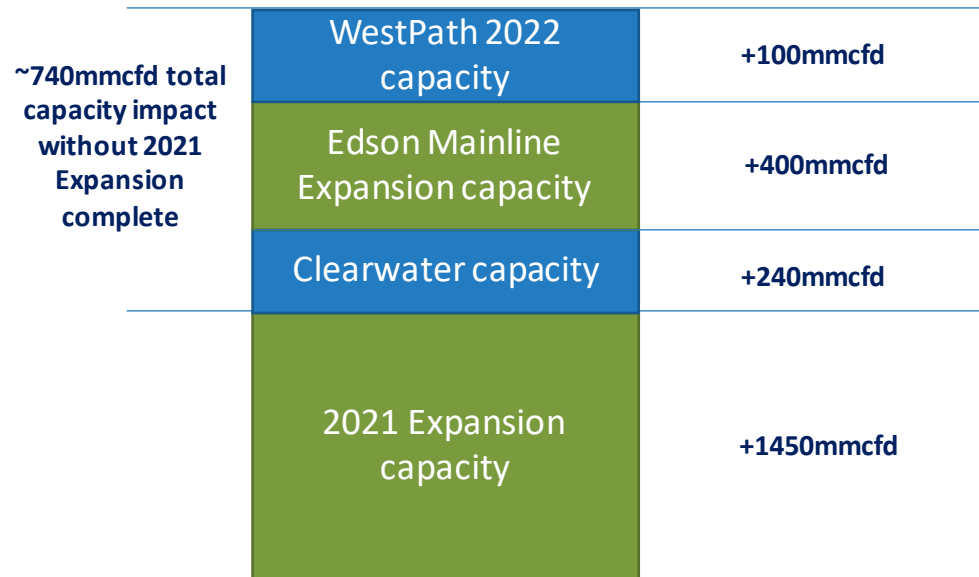 ~740mmcfd total
capacity impact
without 2021
Expansion
complete
WestPath 2022
capacity
+100mmcfd
Edson Mainline
Expansion capacity
+400mmcfd
Clearwater capacity
+240mmcfd
2021 Expansion
capacity
+1450mmcfd